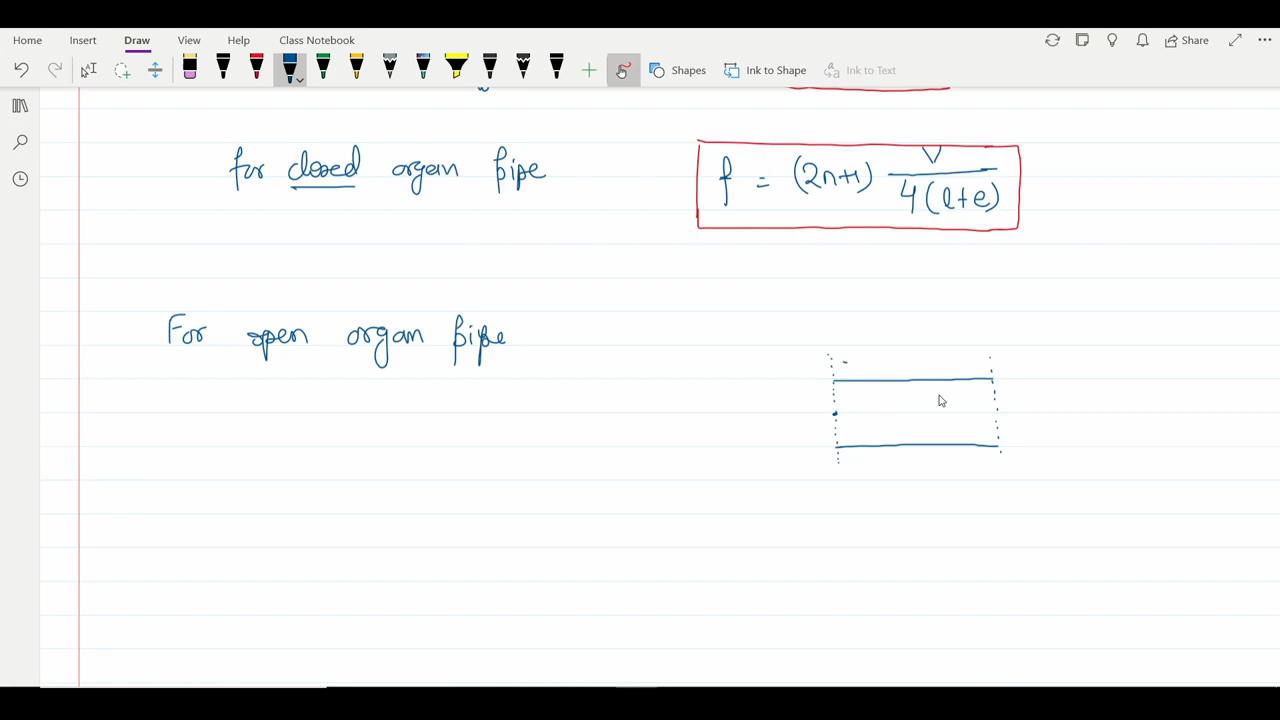 Home Insert Draw View Help Class Notebook Share
Shapes Ink to Shape Ink to Text
for closed organ pipe f = (2n+1) V / 4(l+e)
For open organ pipe